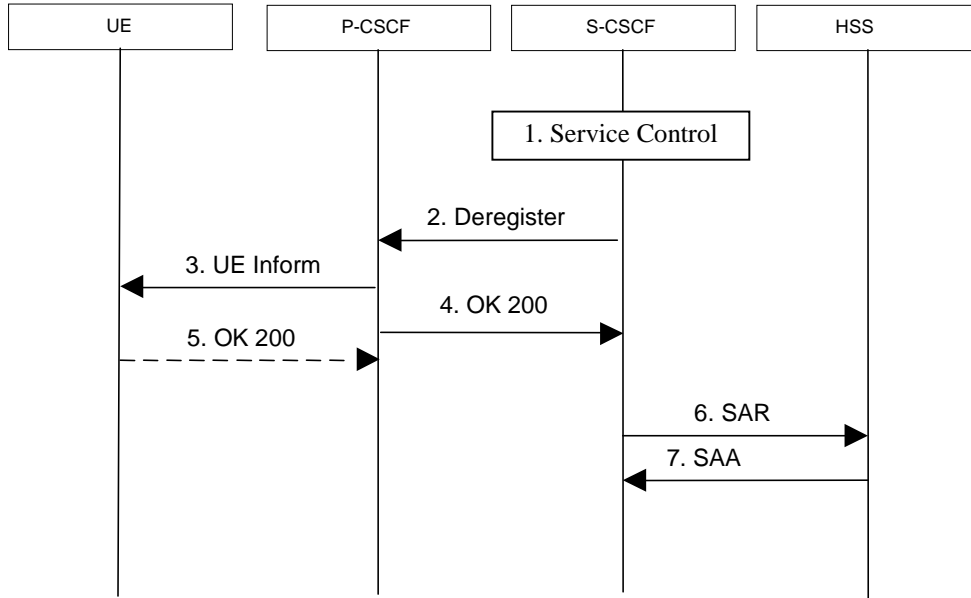 UE
P-CSCF
S-CSCF
HSS
1. Service Control
2. Deregister
3. UE Inform
4. OK 200
5. OK 200
6. SAR
7. SAA